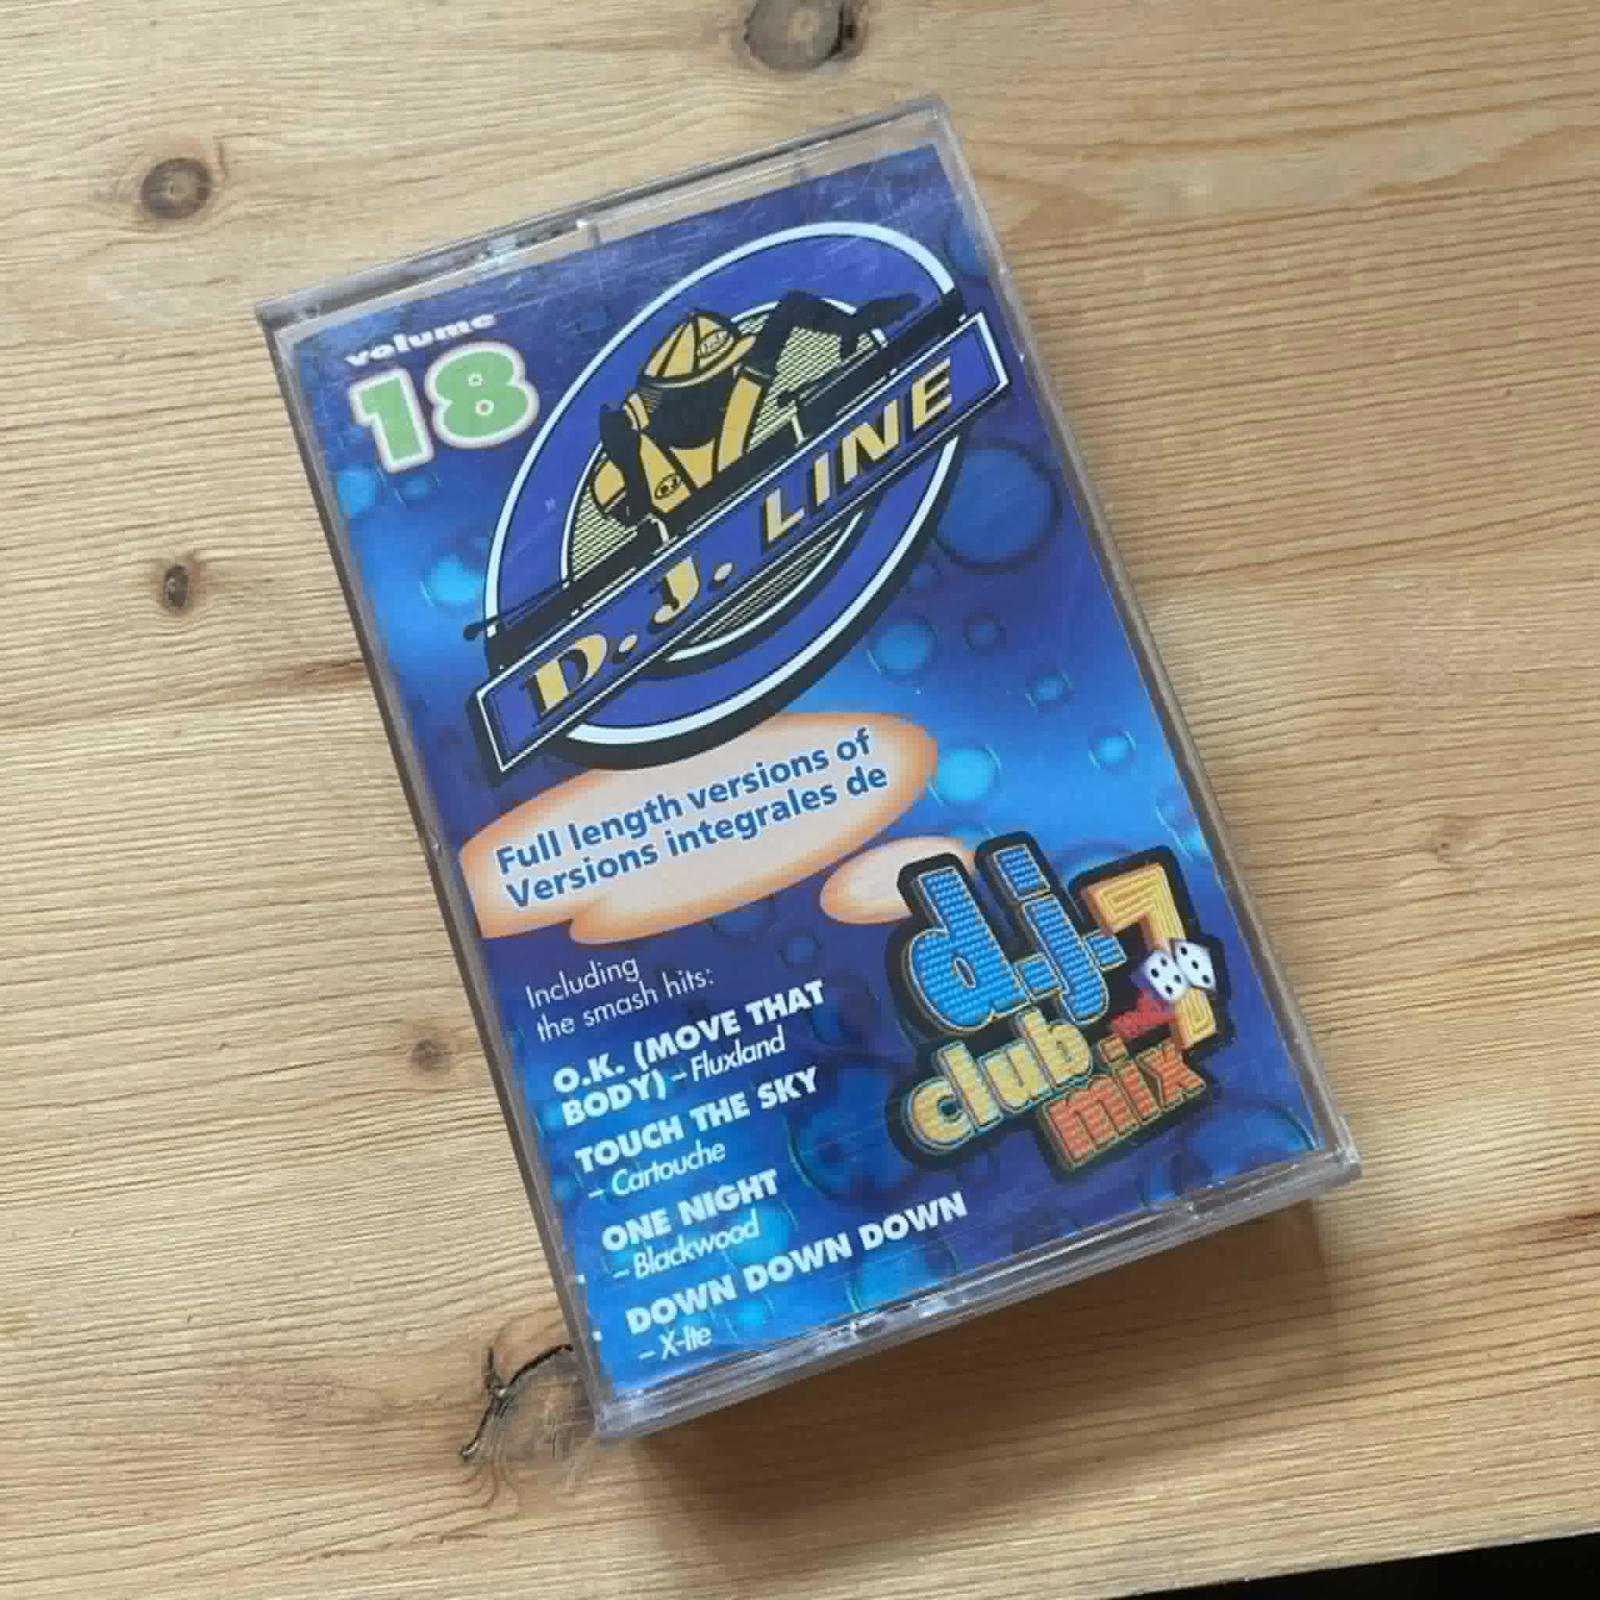 volume
18
D.J. LINE
D.J.
Full length versions of
Versions integrales de
d.j.
club
mix
7
Including
the smash hits:
O.K. (MOVE THAT
BODY) – Fluxland
TOUCH THE SKY
– Cartouche
ONE NIGHT
– Blackwood
DOWN DOWN DOWN
– X-Ite